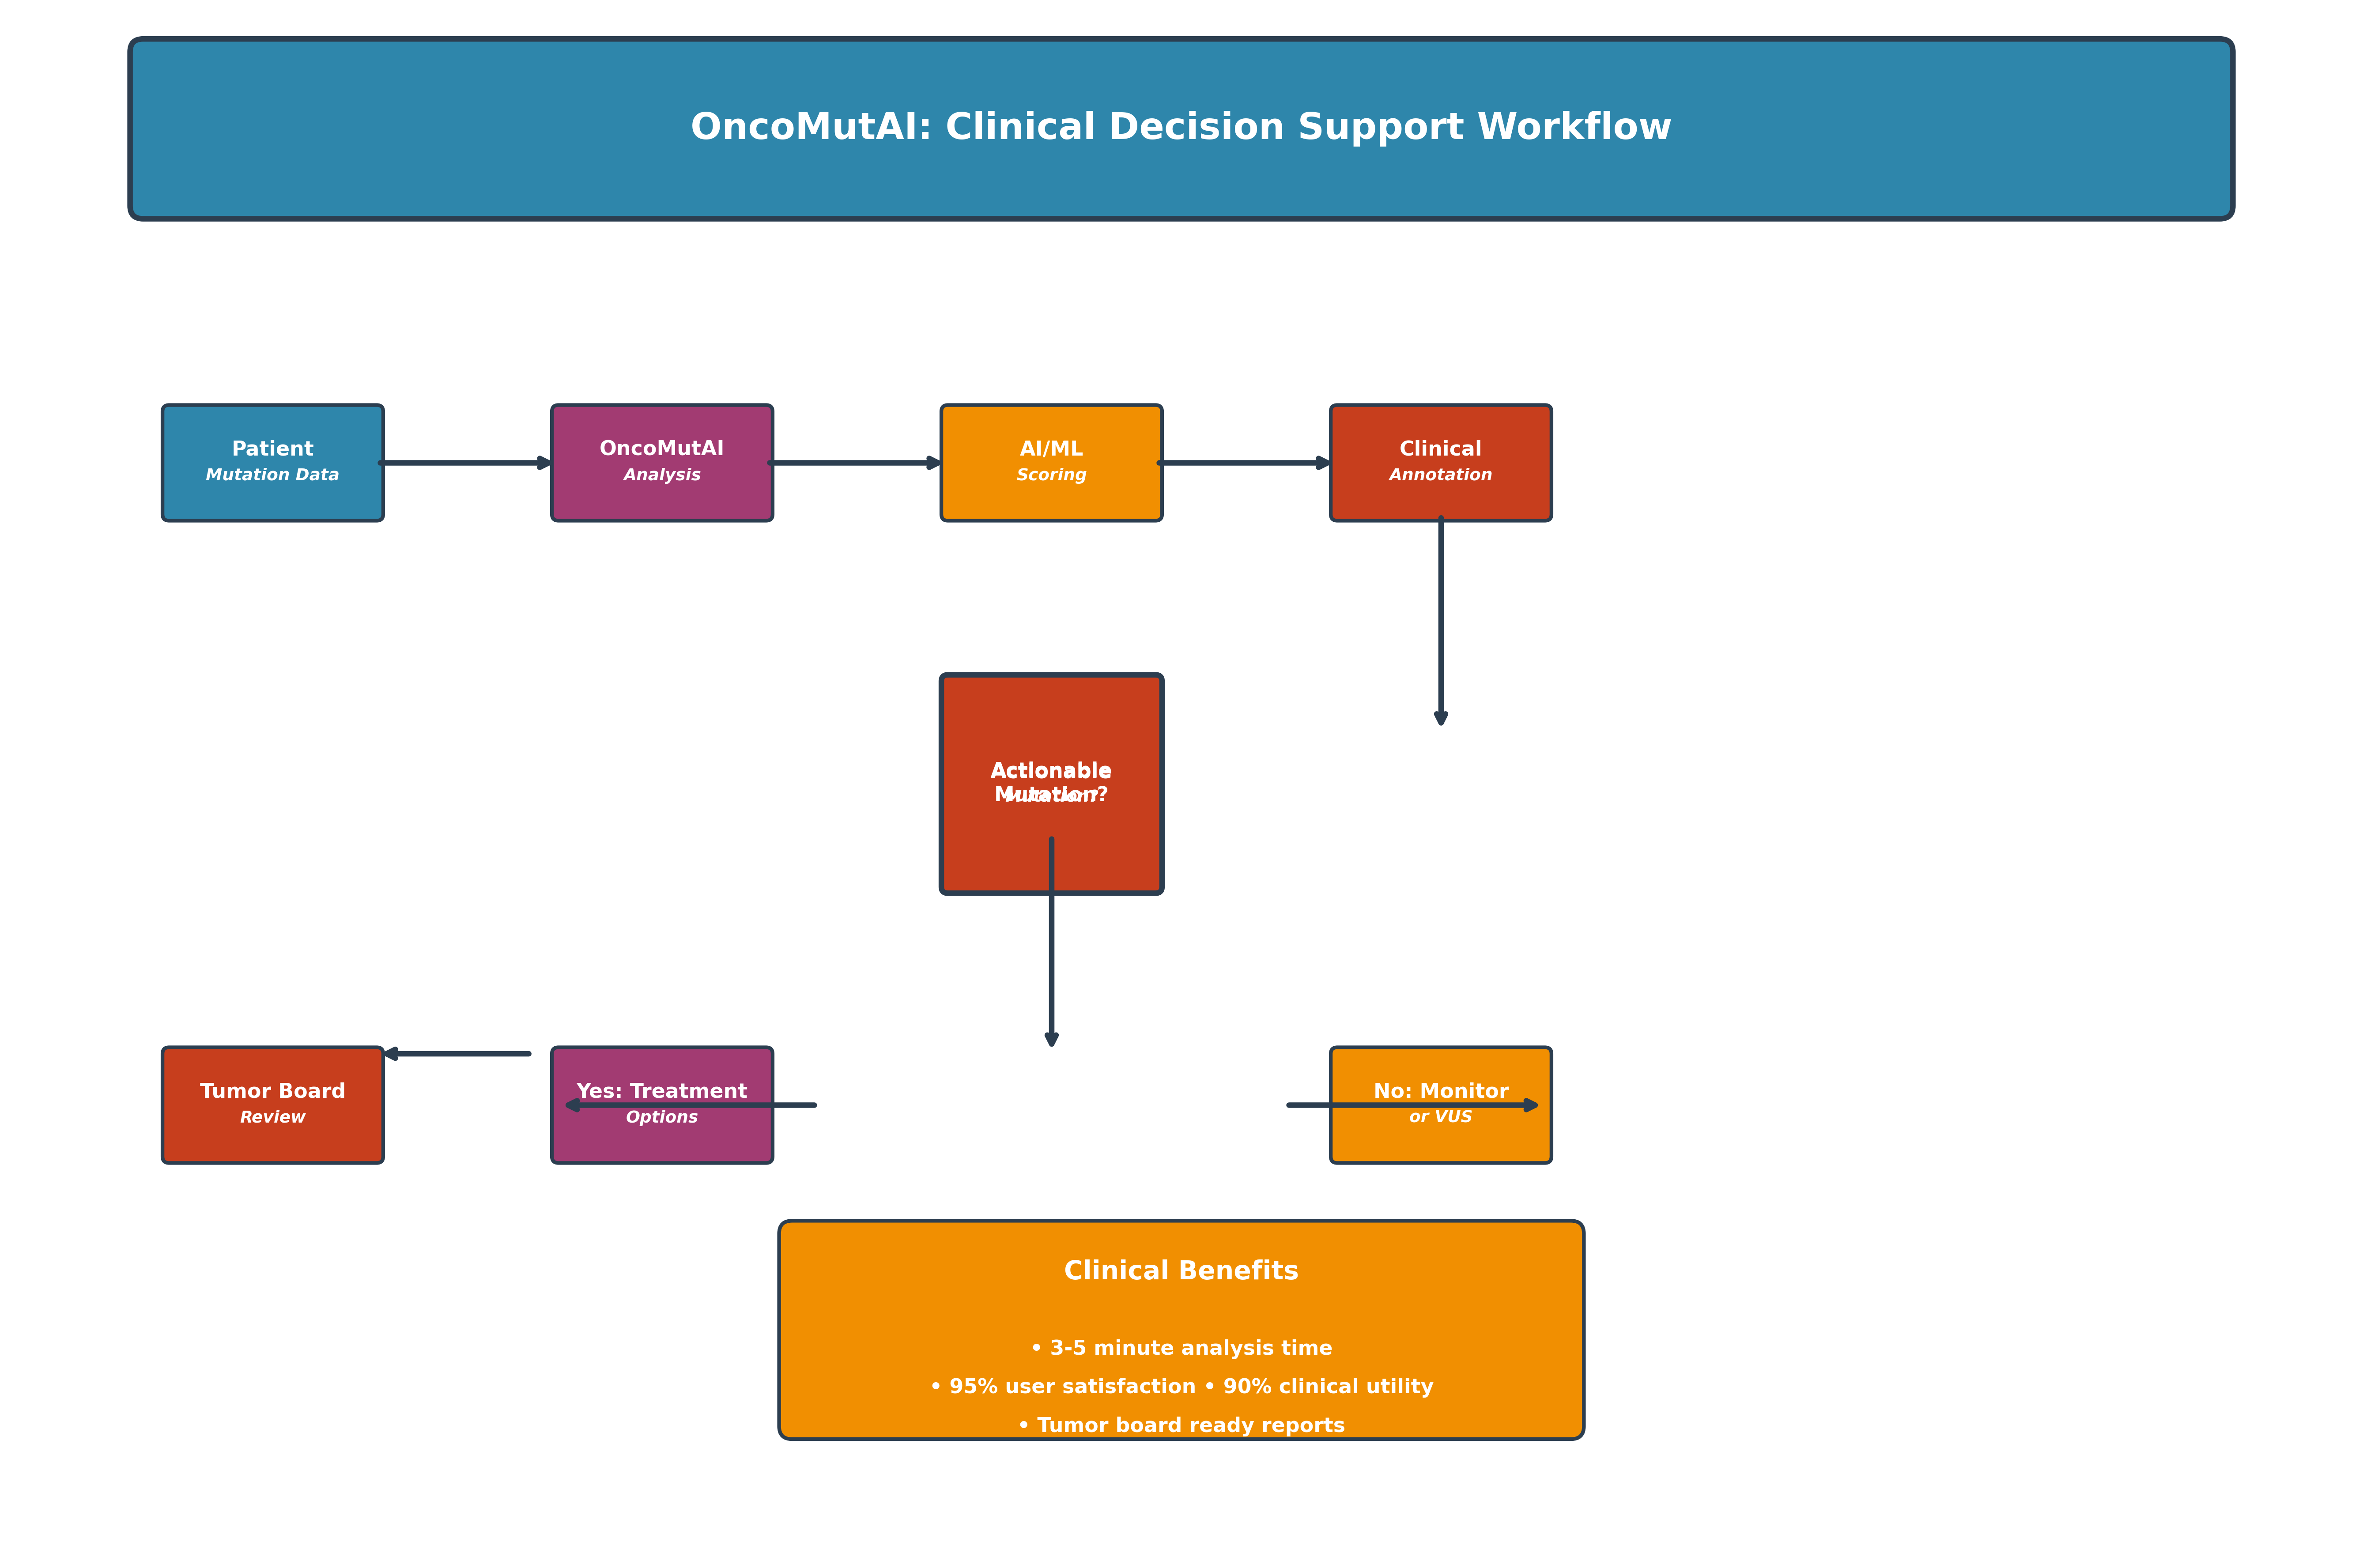 OncoMutAI: Clinical Decision Support Workflow
Patient
Mutation Data
OncoMutAI
Analysis
AI/ML
Scoring
Clinical
Annotation
Actionable
Mutation?
Tumor Board
Review
Yes: Treatment
Options
No: Monitor
or VUS
Clinical Benefits
• 3-5 minute analysis time
• 95% user satisfaction • 90% clinical utility
• Tumor board ready reports